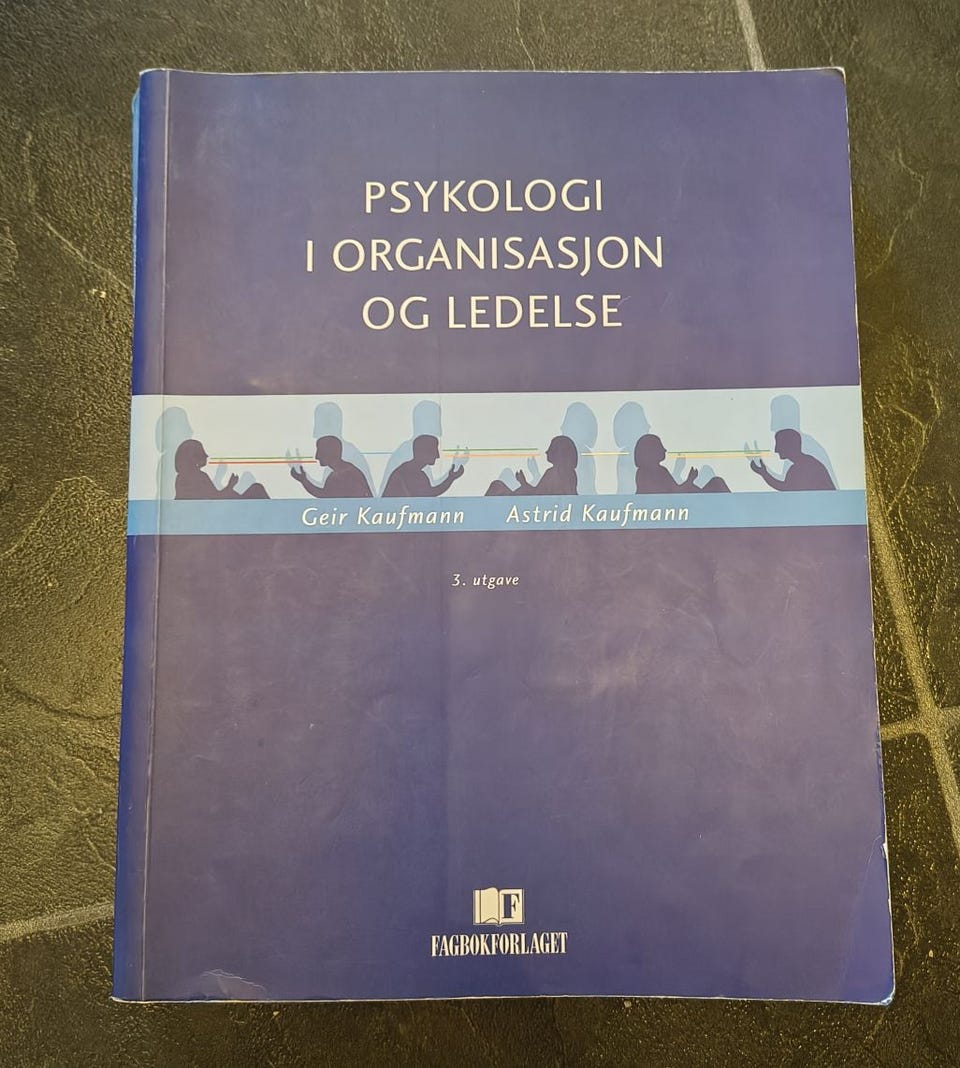 PSYKOLOGI
I ORGANISASJON
OG LEDELSE
Geir Kaufmann Astrid Kaufmann
3. utgave
F
FAGBOKFORLAGET